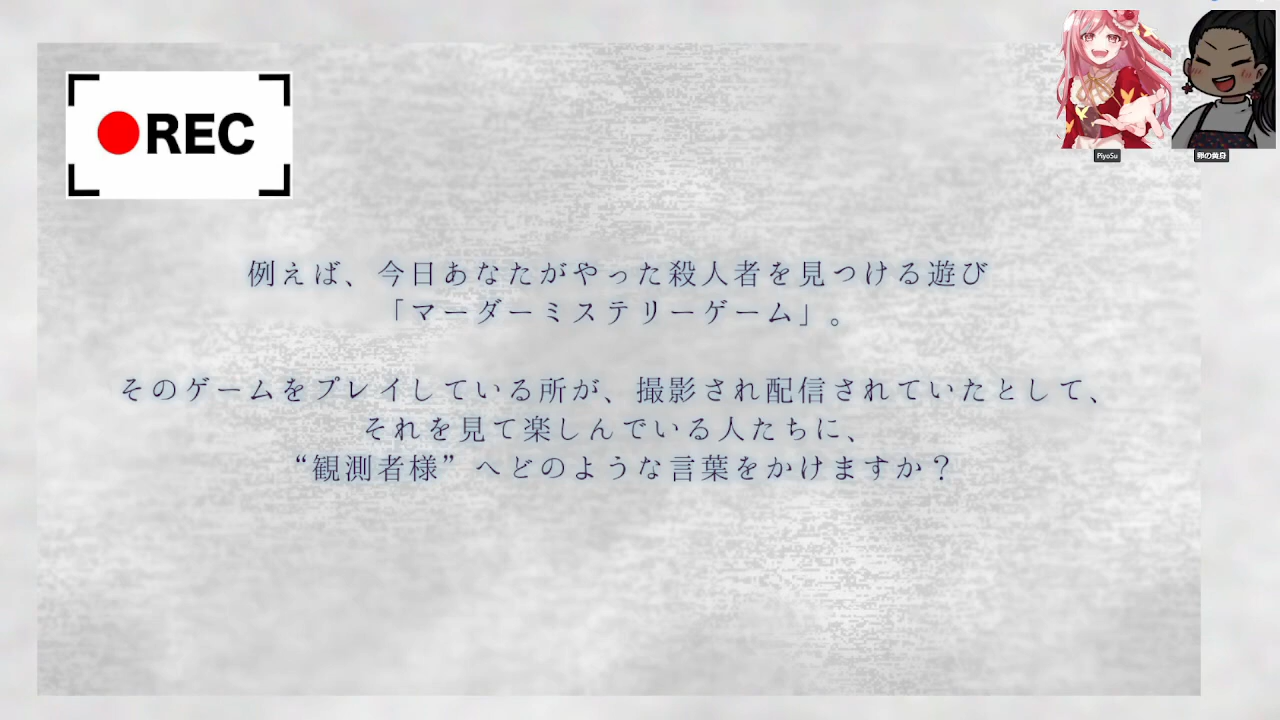 REC
例えば、今日あなたがやった殺人者を見つける遊び
「マーダーミステリーゲーム」。
そのゲームをプレイしている所が、撮影され配信されていたとして、
それを見て楽しんでいる人たちに、
“観測者様”へどのような言葉をかけますか？
PiyoSu
卵の黄身